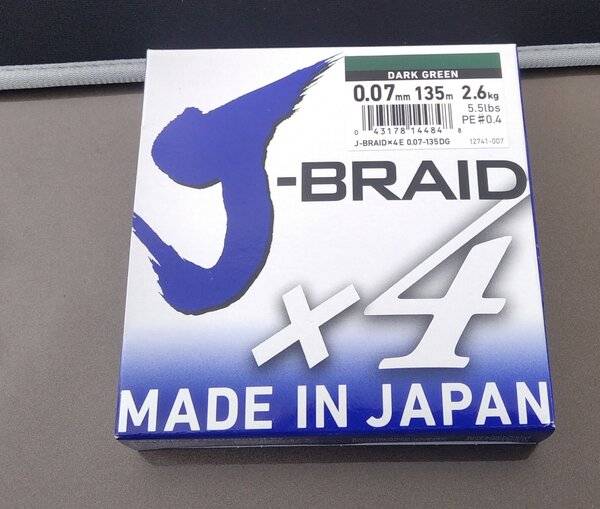 DARK GREEN
0.07mm 135m 2.6kg
5.5lbs
PE#0.4
0 43178 14484 8
J-BRAID×4E 0.07-135DG 12741-007
J-BRAID
×4
MADE IN JAPAN